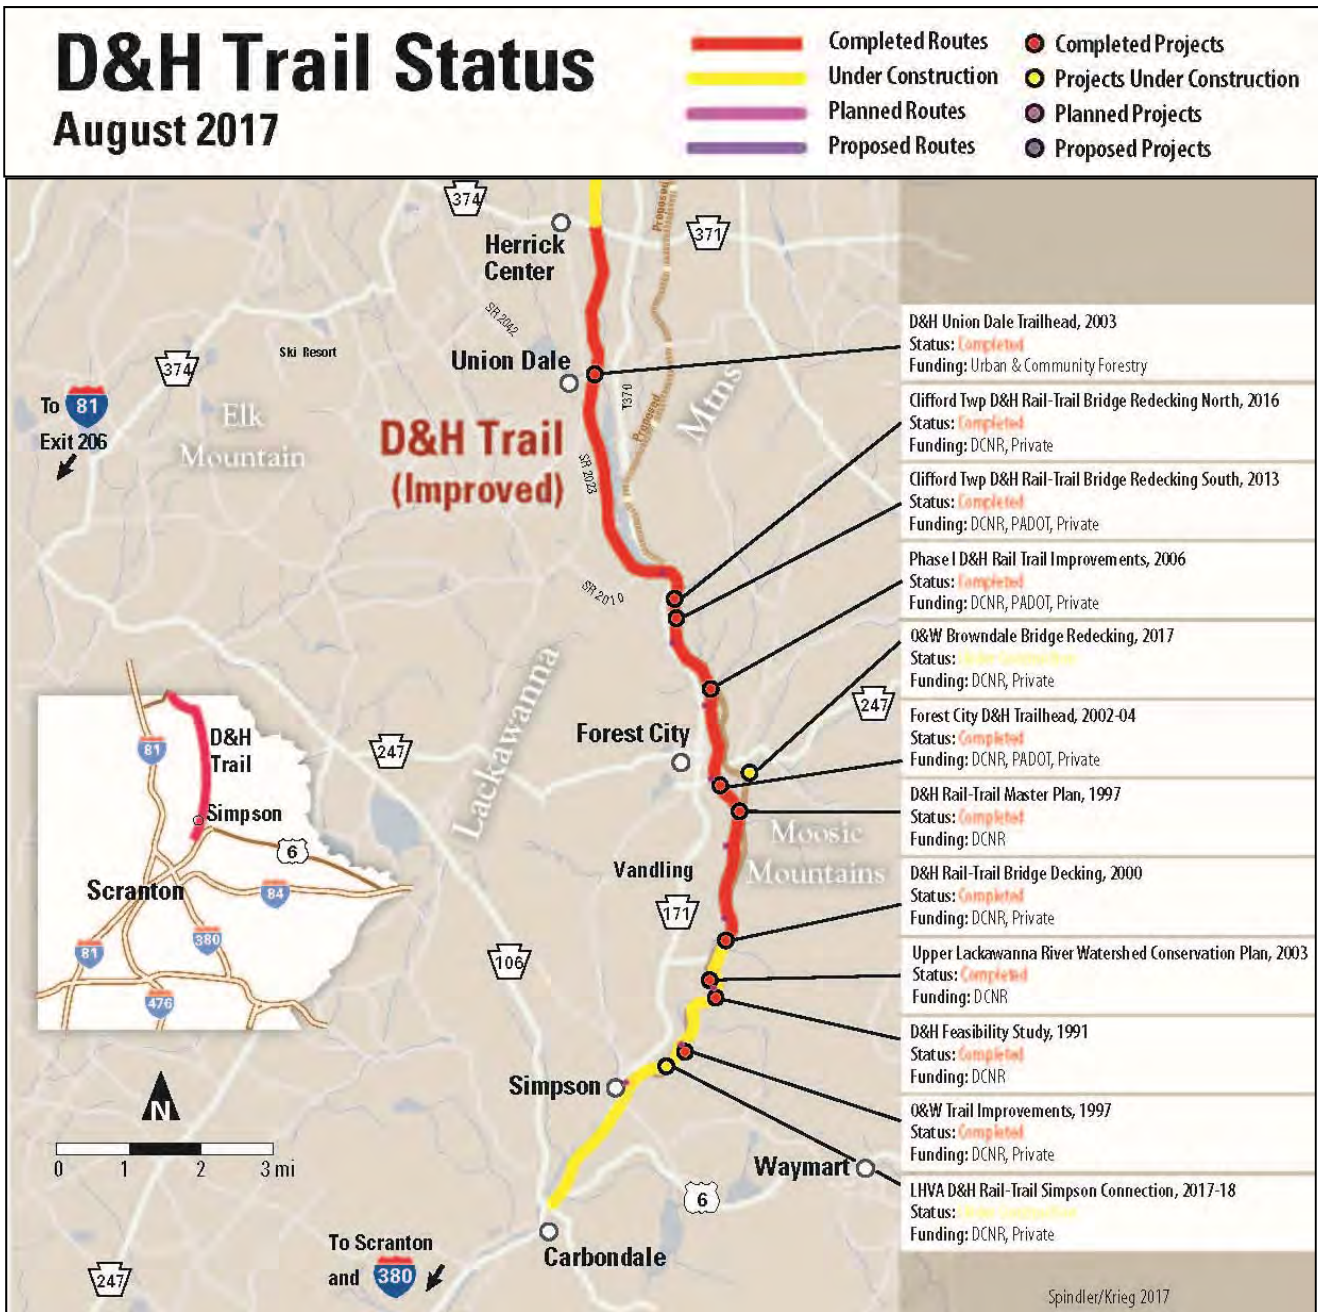 D&H Trail Status
August 2017
Completed Routes
Under Construction
Planned Routes
Proposed Routes
Completed Projects
Projects Under Construction
Planned Projects
Proposed Projects
374
Herrick
Center
Proposed
371
SR 2042
Ski Resort
374
Union Dale
T370
To 81
Exit 206
Elk
Mountain
Proposed
Mtns
D&H Trail
(Improved)
SR 2023
SR 2010
Lackawanna
247
Forest City
247
Moosic
Mountains
Vandling
171
106
Simpson
Waymart
6
Carbondale
To Scranton
and 380
247
81
D&H
Trail
Simpson
6
Scranton
84
380
81
476
N
0 1 2 3 mi
D&H Union Dale Trailhead, 2003
Status: Completed
Funding: Urban & Community Forestry
Clifford Twp D&H Rail-Trail Bridge Redecking North, 2016
Status: Completed
Funding: DCNR, Private
Clifford Twp D&H Rail-Trail Bridge Redecking South, 2013
Status: Completed
Funding: DCNR, PADOT, Private
Phase I D&H Rail Trail Improvements, 2006
Status: Completed
Funding: DCNR, PADOT, Private
O&W Browndale Bridge Redecking, 2017
Status: Under Construction
Funding: DCNR, Private
Forest City D&H Trailhead, 2002-04
Status: Completed
Funding: DCNR, PADOT, Private
D&H Rail-Trail Master Plan, 1997
Status: Completed
Funding: DCNR
D&H Rail-Trail Bridge Decking, 2000
Status: Completed
Funding: DCNR, Private
Upper Lackawanna River Watershed Conservation Plan, 2003
Status: Completed
Funding: DCNR
D&H Feasibility Study, 1991
Status: Completed
Funding: DCNR
O&W Trail Improvements, 1997
Status: Completed
Funding: DCNR, Private
LHVA D&H Rail-Trail Simpson Connection, 2017-18
Status: Under Construction
Funding: DCNR, Private
Spindler/Krieg 2017